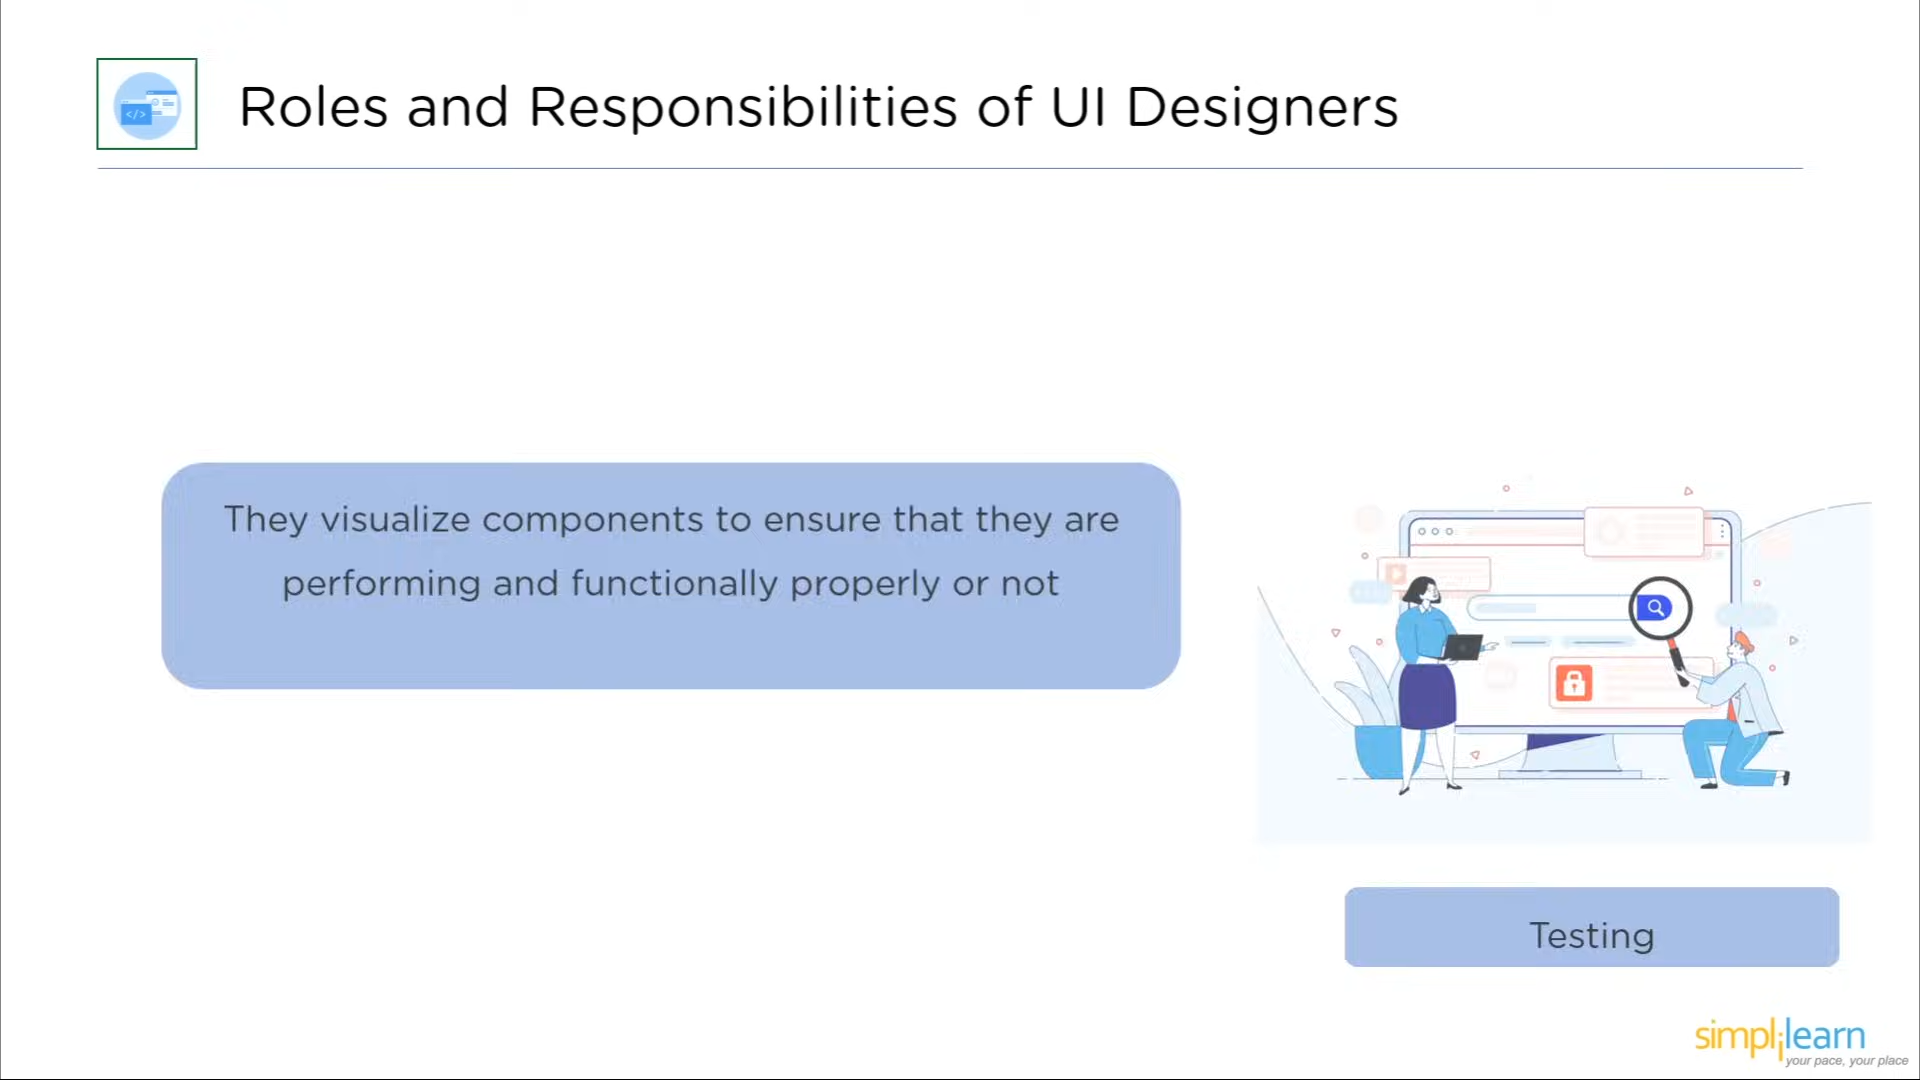 </>
Roles and Responsibilities of UI Designers
They visualize components to ensure that they are
performing and functionally properly or not
Testing
simplilearn
your pace, your place